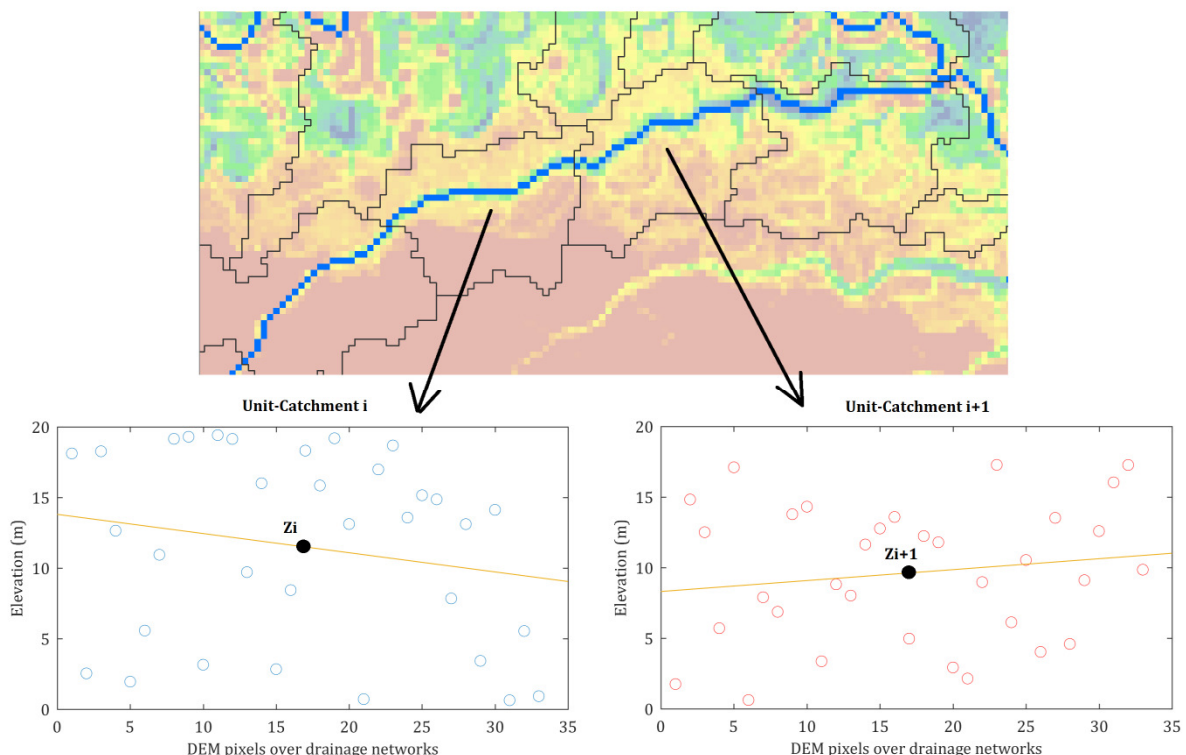 Unit-Catchment i
Unit-Catchment i+1
20
15
10
5
0
Elevation (m)
Zi
0 5 10 15 20 25 30 35
DEM pixels over drainage networks
20
15
10
5
0
Elevation (m)
Zi+1
0 5 10 15 20 25 30 35
DEM pixels over drainage networks